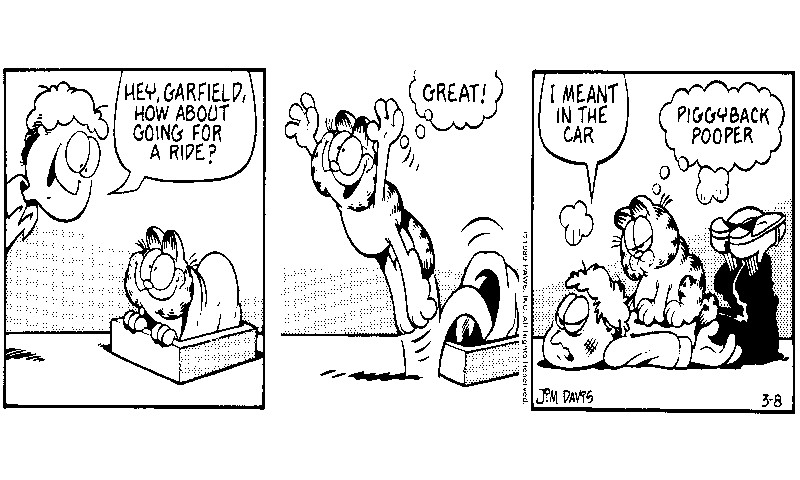 HEY, GARFIELD,
HOW ABOUT
GOING FOR
A RIDE?
GREAT!
I MEANT
IN THE
CAR
PIGGYBACK
POOPER
JIM DAVIS
3-8